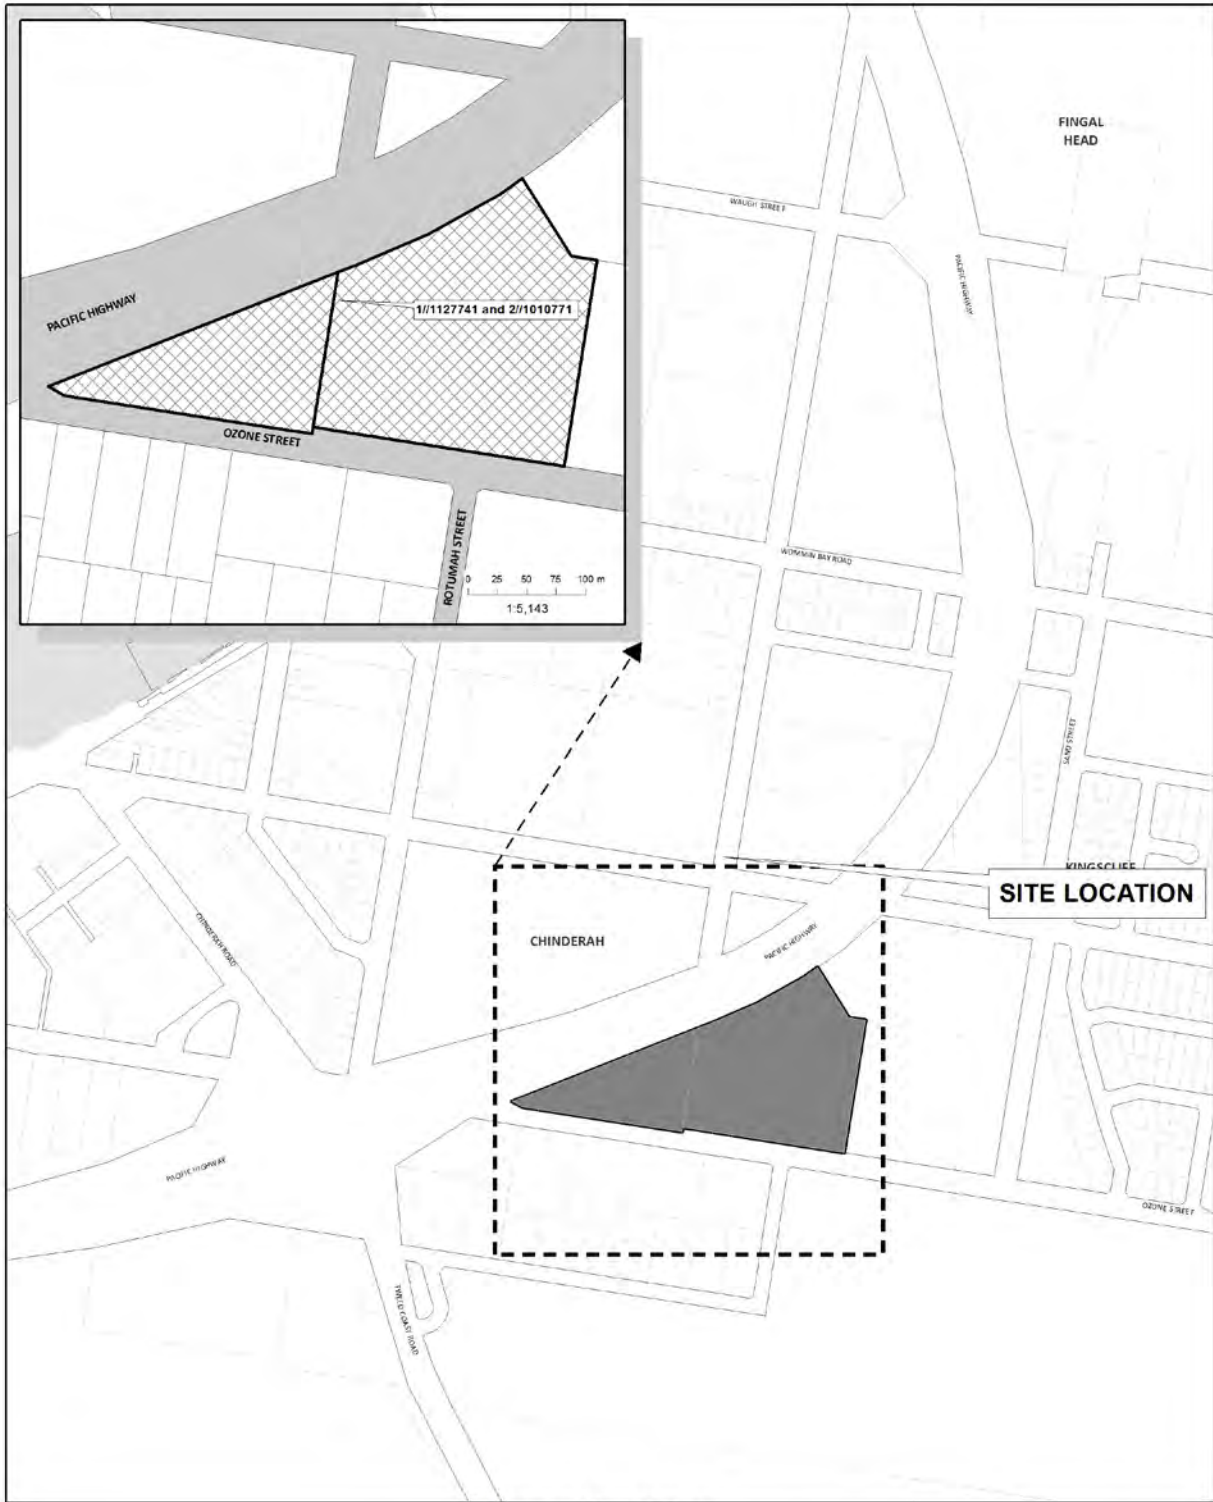 PACIFIC HIGHWAY
1//1127741 and 2//1010771
OZONE STREET
ROTUMAH STREET
0 25 50 75 100 m
1:5,143
FINGAL
HEAD
WAUGH STREET
PACIFIC HIGHWAY
WOMMIN BAY ROAD
SAND STREET
KINGSCLIFF
SITE LOCATION
CHINDERAH
PACIFIC HIGHWAY
CHINDERAH ROAD
PACIFIC HIGHWAY
OZONE STREET
TWEED COAST ROAD